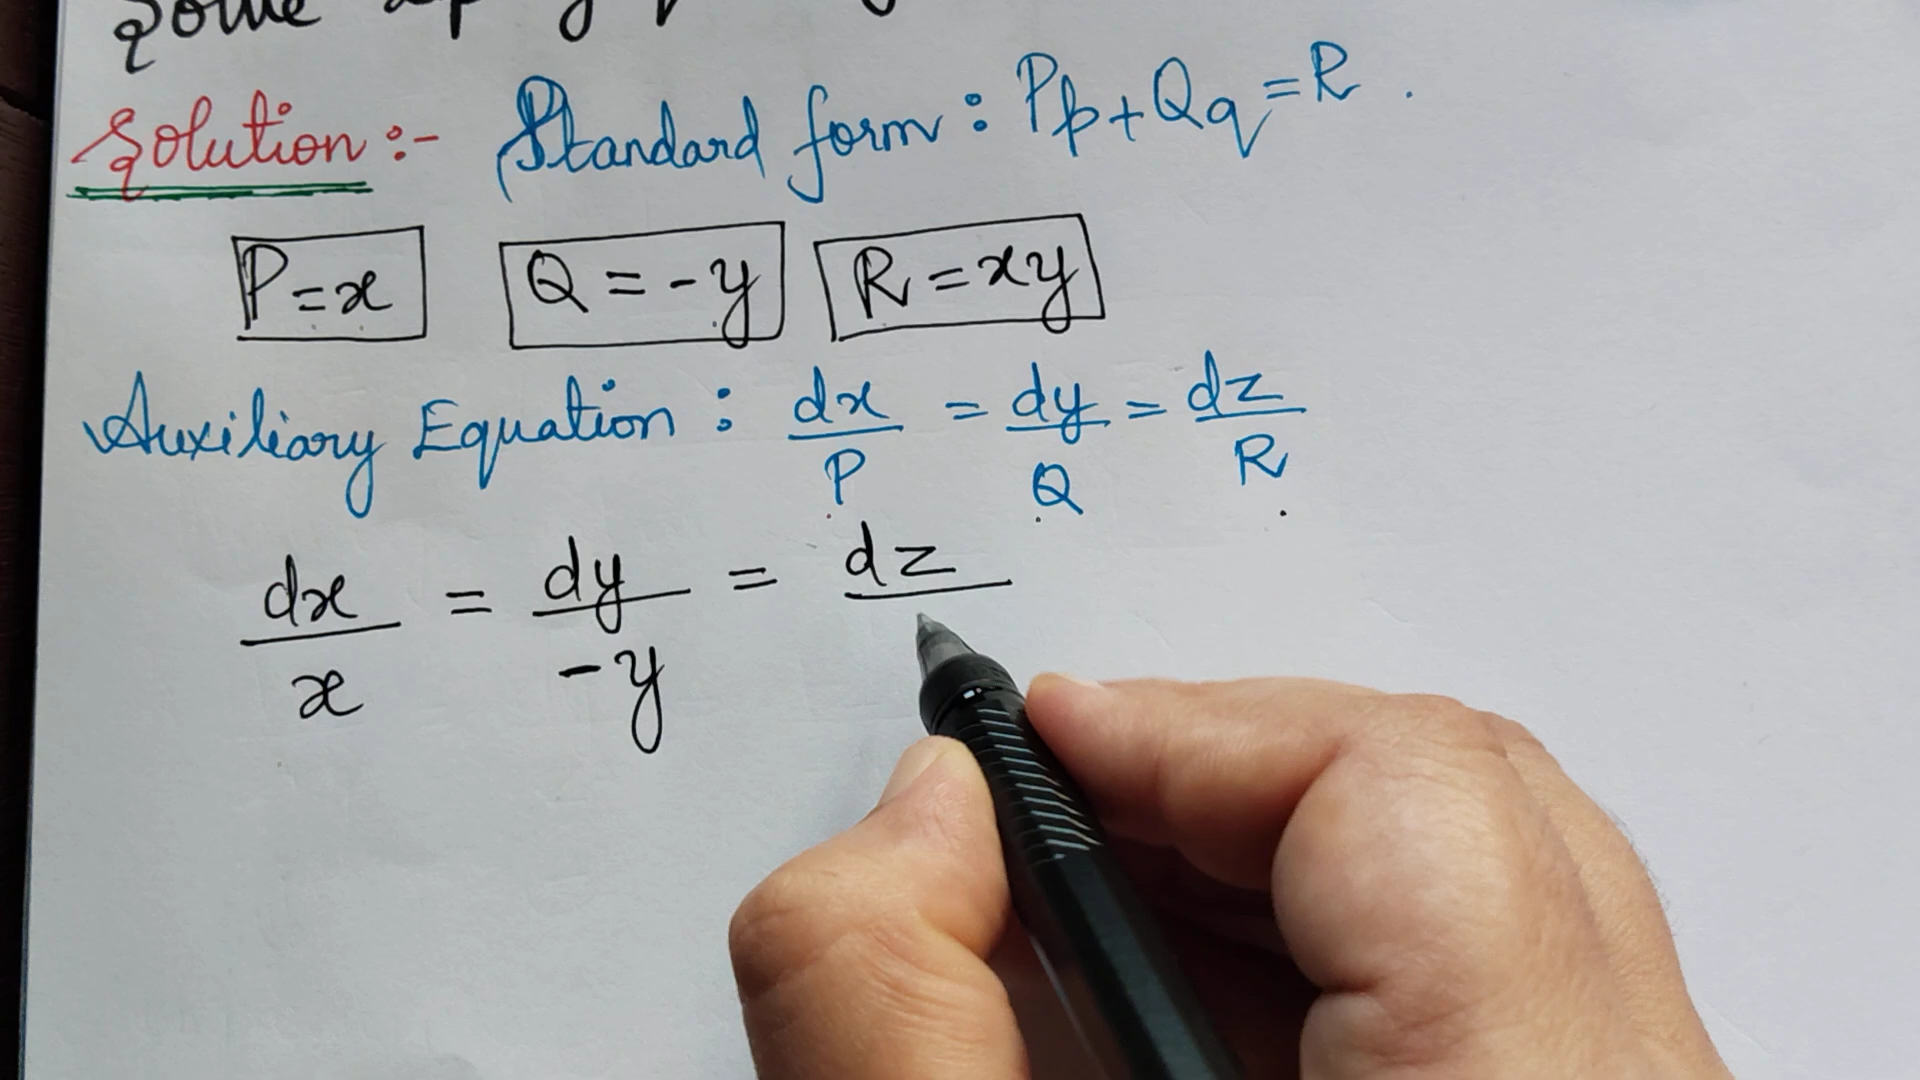 Solution :- Standard form : Pp + Qq = R .
P = x Q = -y R = xy
Auxiliary Equation : dx/P = dy/Q = dz/R
dx/x = dy/-y = dz/